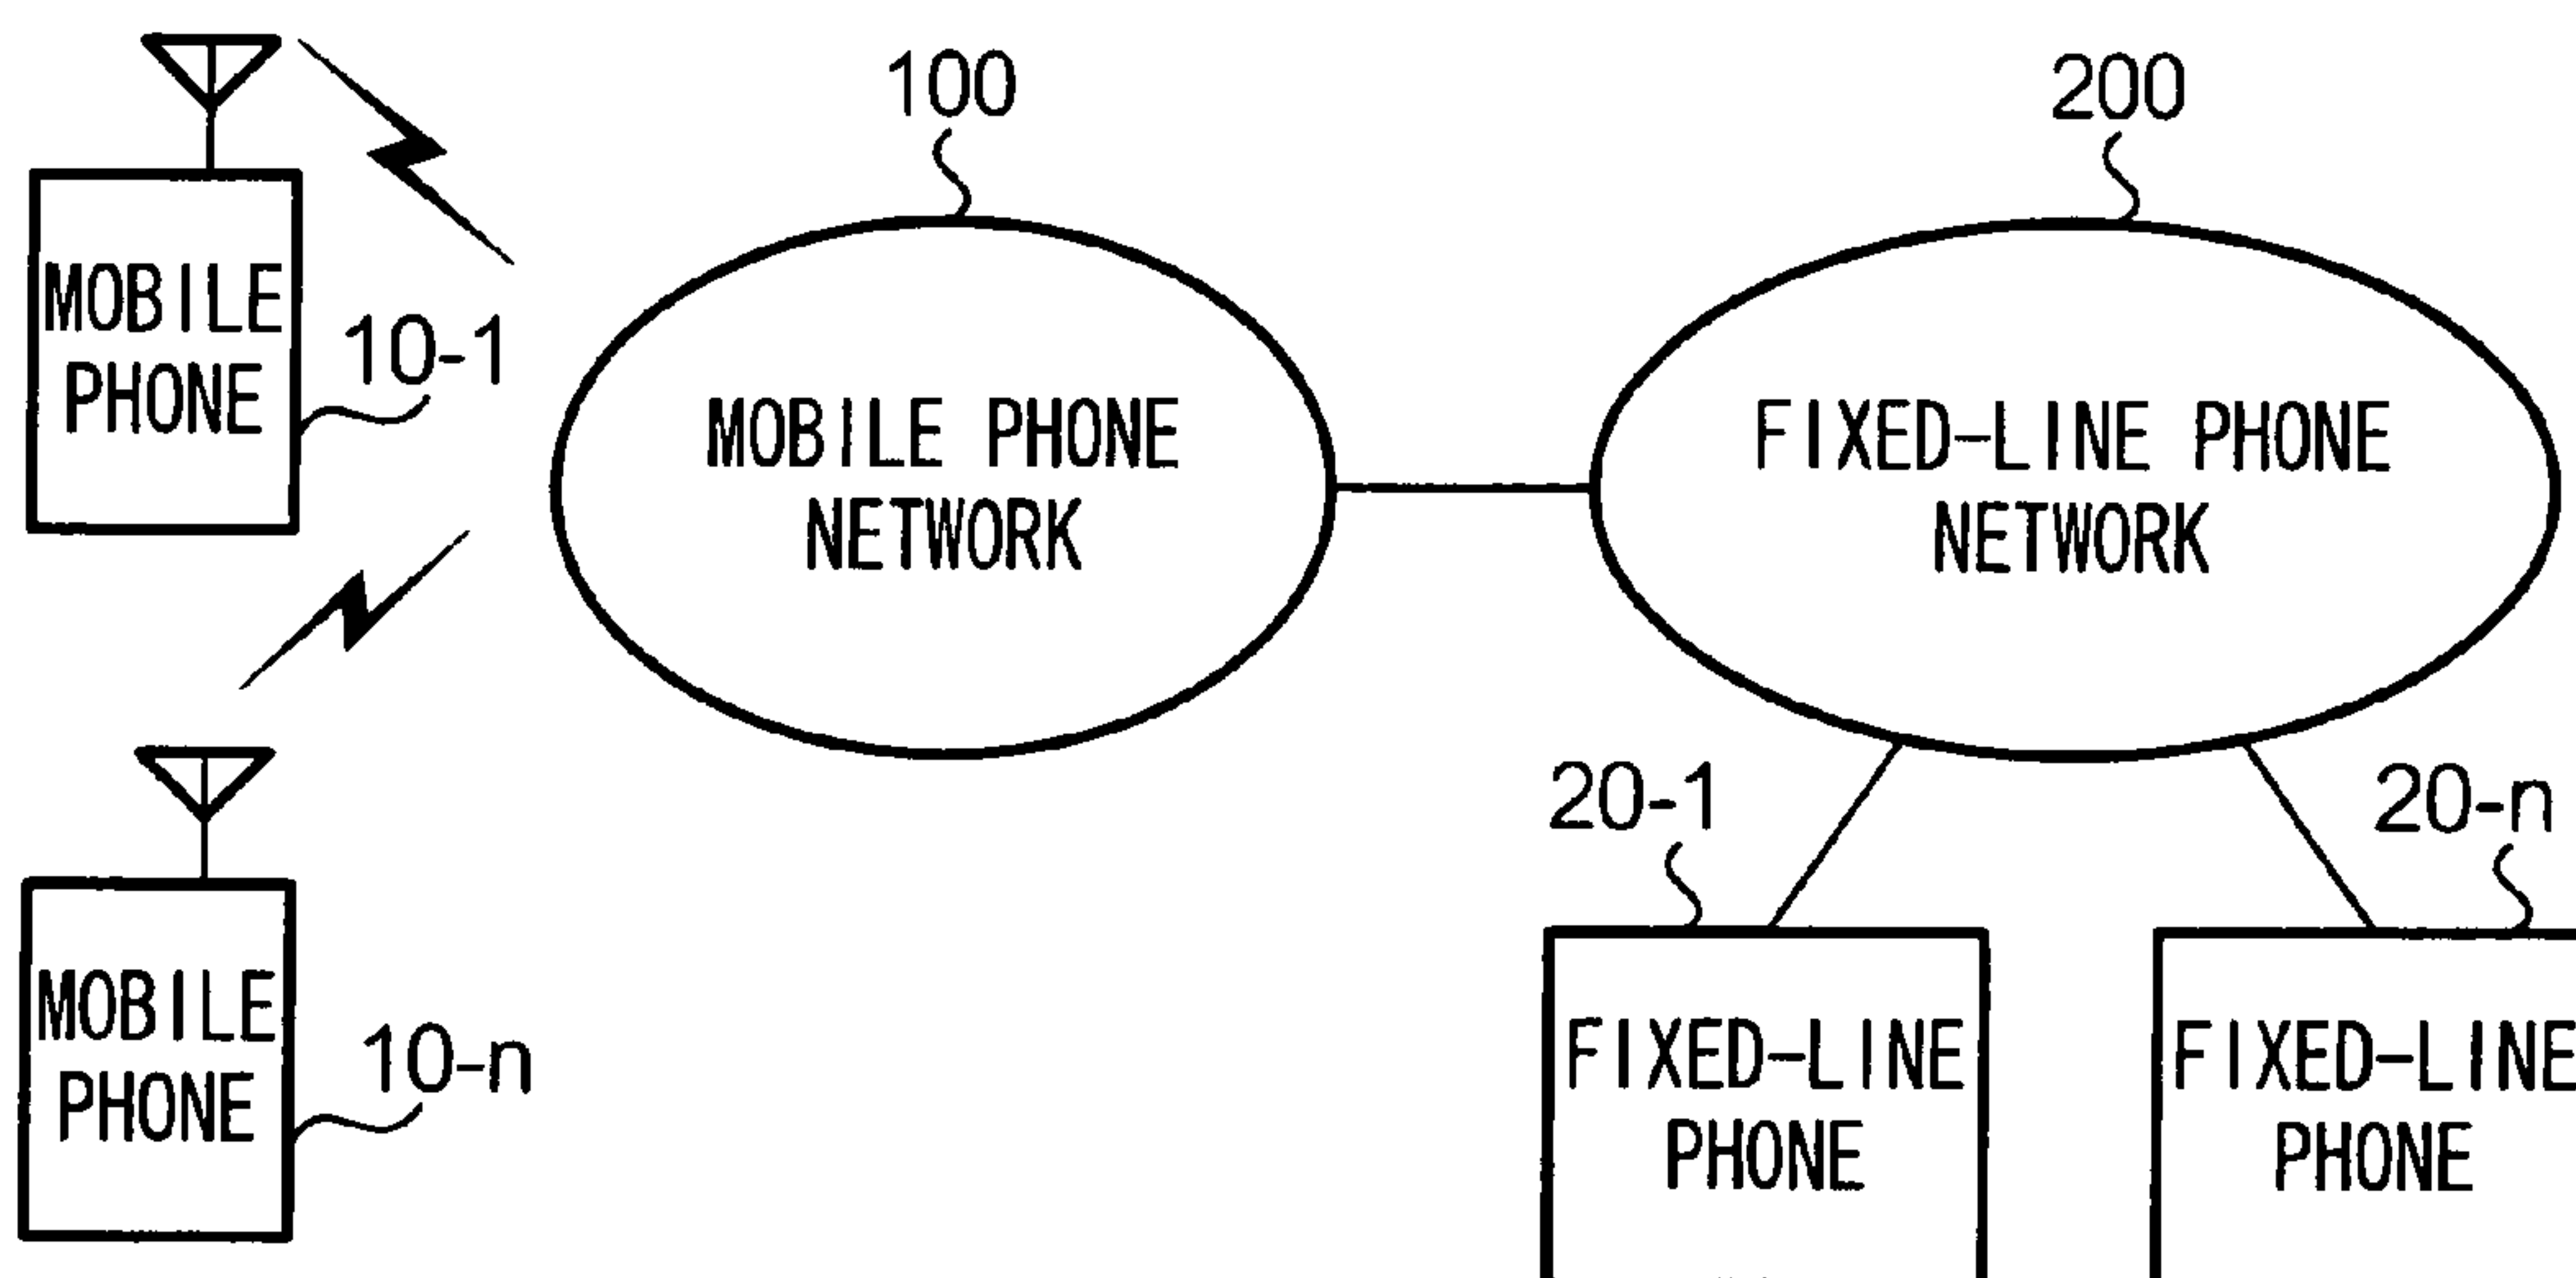 100
200
MOBILE
PHONE
10-1
MOBILE PHONE
NETWORK
FIXED-LINE PHONE
NETWORK
20-1
20-n
MOBILE
PHONE
10-n
FIXED-LINE
PHONE
FIXED-LINE
PHONE